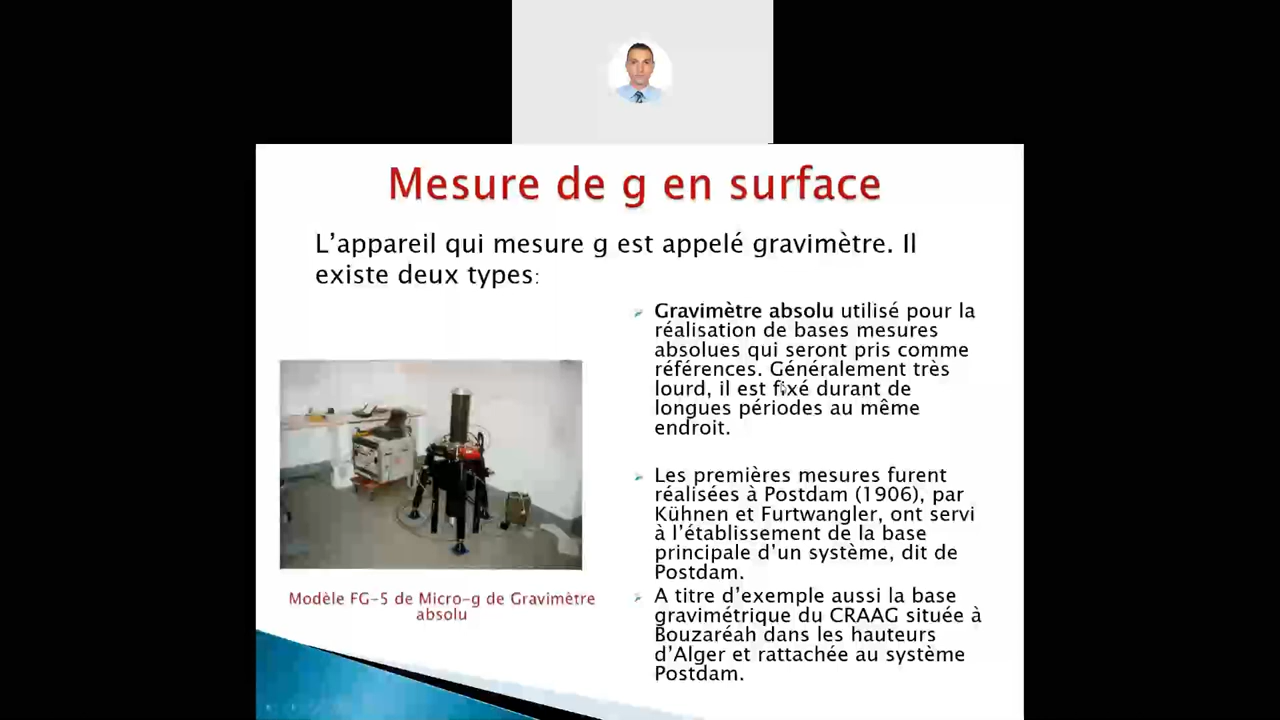 Mesure de g en surface
L’appareil qui mesure g est appelé gravimètre. Il
existe deux types:
Gravimètre absolu utilisé pour la
réalisation de bases mesures
absolues qui seront pris comme
références. Généralement très
lourd, il est fixé durant de
longues périodes au même
endroit.
Les premières mesures furent
réalisées à Postdam (1906), par
Kühnen et Furtwangler, ont servi
à l’établissement de la base
principale d’un système, dit de
Postdam.
A titre d’exemple aussi la base
gravimétrique du CRAAG située à
Bouzaréah dans les hauteurs
d’Alger et rattachée au système
Postdam.
Modèle FG-5 de Micro-g de Gravimètre
absolu